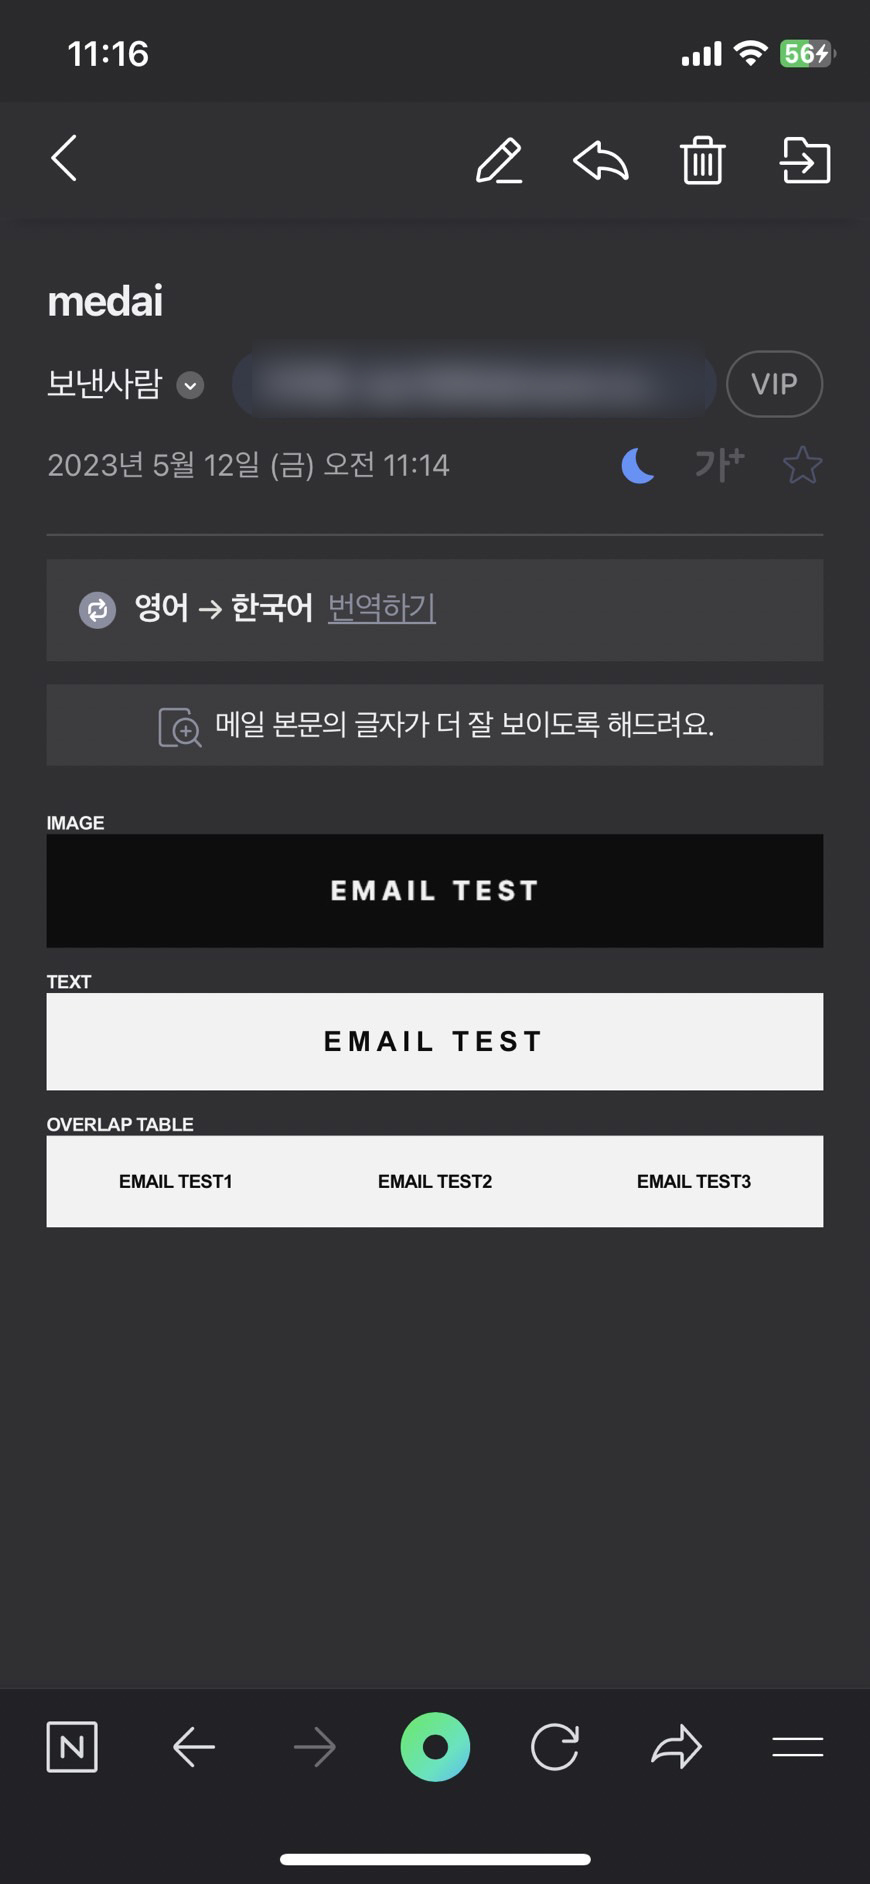 11:16
56
medai
보낸사람
VIP
2023년 5월 12일 (금) 오전 11:14
가+
영어 → 한국어 번역하기
메일 본문의 글자가 더 잘 보이도록 해드려요.
IMAGE
EMAIL TEST
TEXT
EMAIL TEST
OVERLAP TABLE
EMAIL TEST1 EMAIL TEST2 EMAIL TEST3
N